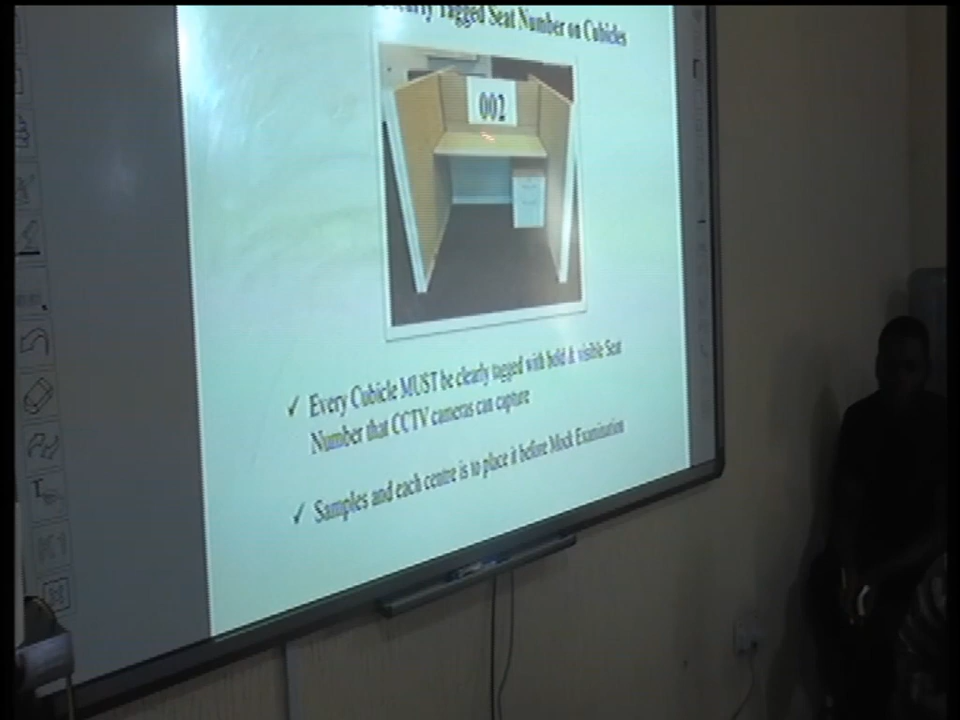 Clearly Tagged Seat Number on Cubicles
002
✓ Every Cubicle MUST be clearly tagged with bold & visible Seat
Number that CCTV cameras can capture
✓ Samples and each centre is to place it before Mock Examination